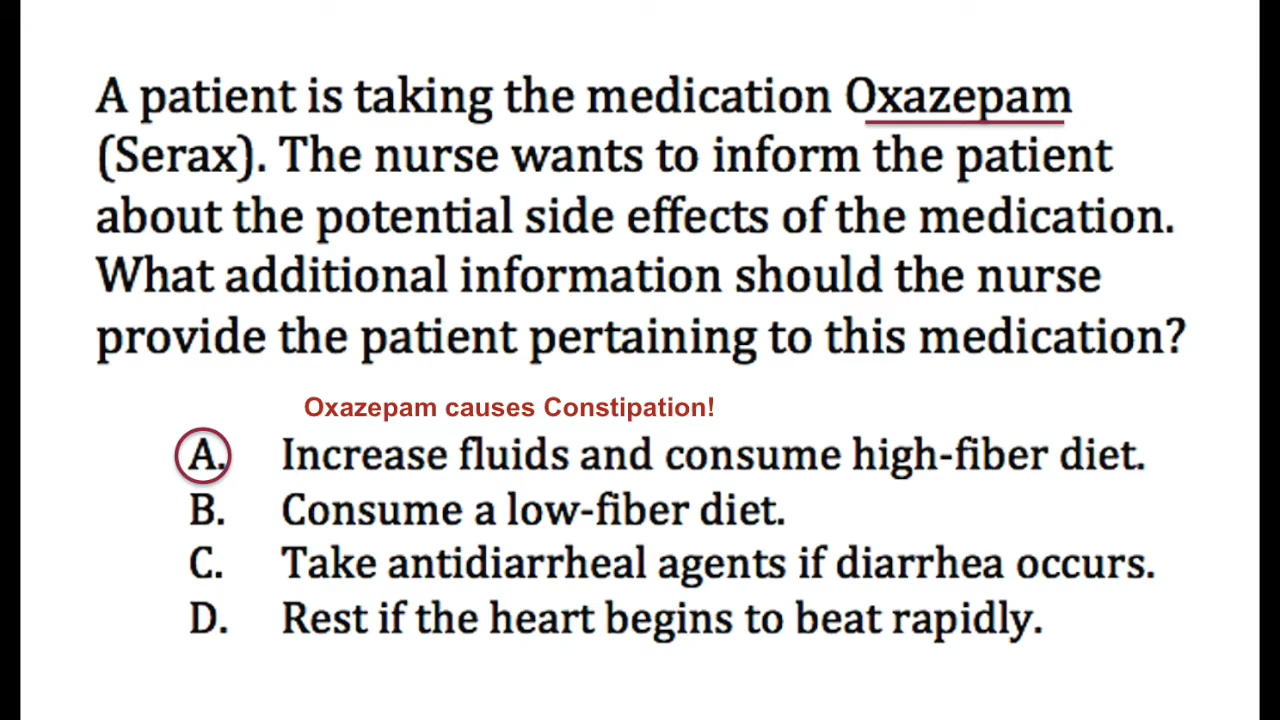 A patient is taking the medication Oxazepam
(Serax). The nurse wants to inform the patient
about the potential side effects of the medication.
What additional information should the nurse
provide the patient pertaining to this medication?
Oxazepam causes Constipation!
A. Increase fluids and consume high-fiber diet.
B. Consume a low-fiber diet.
C. Take antidiarrheal agents if diarrhea occurs.
D. Rest if the heart begins to beat rapidly.